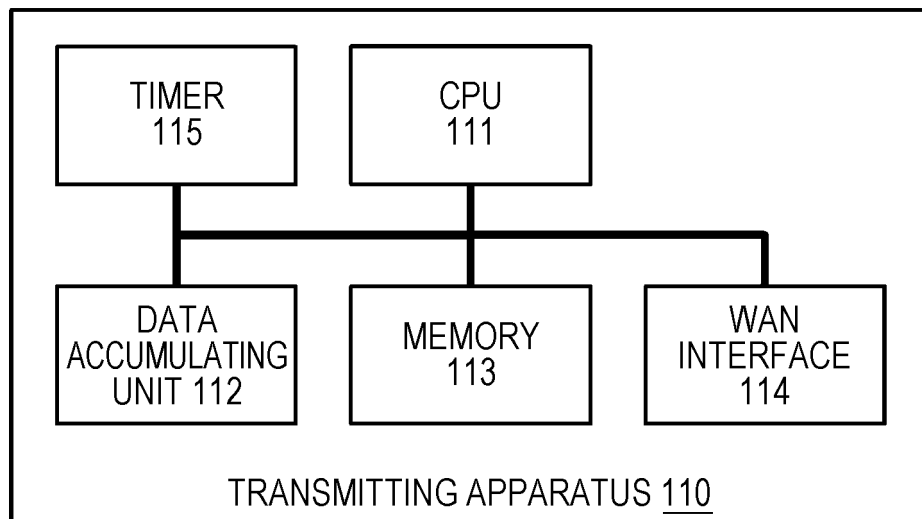 TIMER
115
CPU
111
DATA
ACCUMULATING
UNIT 112
MEMORY
113
WAN
INTERFACE
114
TRANSMITTING APPARATUS 110